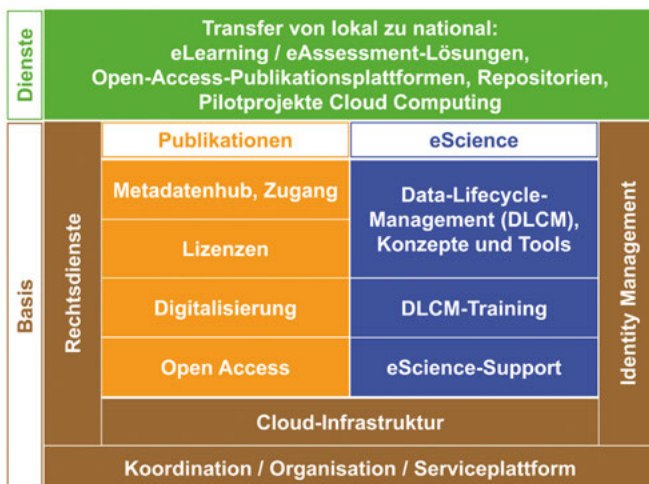 Dienste
Transfer von lokal zu national:
eLearning / eAssessment-Lösungen,
Open-Access-Publikationsplattformen, Repositorien,
Pilotprojekte Cloud Computing
Basis
Rechtsdienste
Publikationen
Metadatenhub, Zugang
Lizenzen
Digitalisierung
Open Access
eScience
Data-Lifecycle-
Management (DLCM),
Konzepte und Tools
DLCM-Training
eScience-Support
Identity Management
Cloud-Infrastruktur
Koordination / Organisation / Serviceplattform